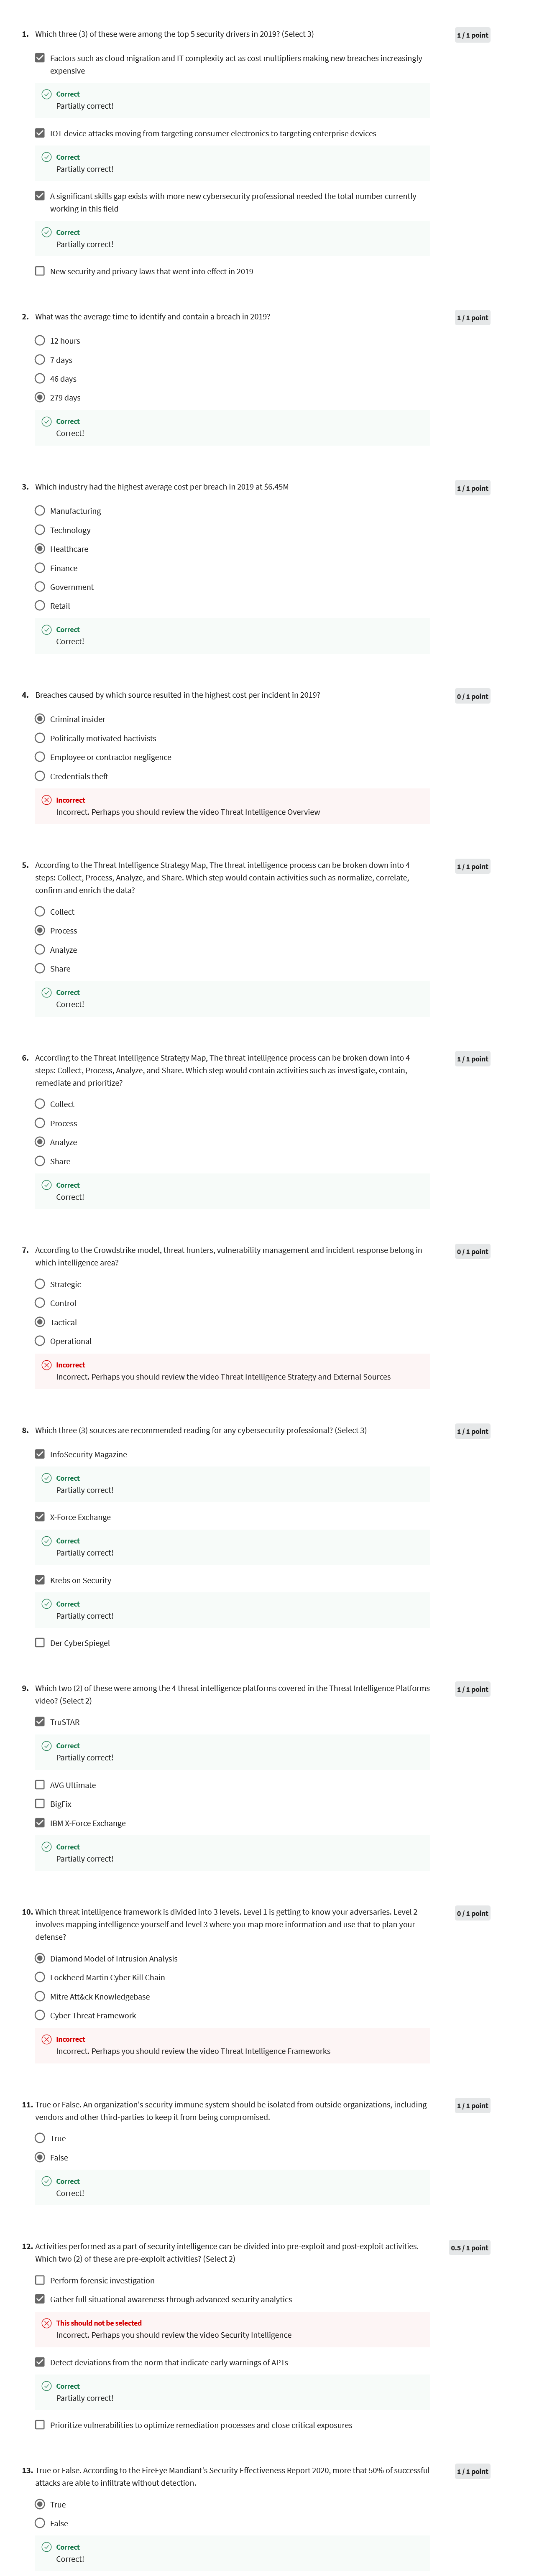 1. Which three (3) of these were among the top 5 security drivers in 2019? (Select 3)
1 / 1 point
Factors such as cloud migration and IT complexity act as cost multipliers making new breaches increasingly
expensive
Correct
Partially correct!
IOT device attacks moving from targeting consumer electronics to targeting enterprise devices
Correct
Partially correct!
A significant skills gap exists with more new cybersecurity professional needed the total number currently
working in this field
Correct
Partially correct!
New security and privacy laws that went into effect in 2019
2. What was the average time to identify and contain a breach in 2019?
1 / 1 point
12 hours
7 days
46 days
279 days
Correct
Correct!
3. Which industry had the highest average cost per breach in 2019 at $6.45M
1 / 1 point
Manufacturing
Technology
Healthcare
Finance
Government
Retail
Correct
Correct!
4. Breaches caused by which source resulted in the highest cost per incident in 2019?
0 / 1 point
Criminal insider
Politically motivated hactivists
Employee or contractor negligence
Credentials theft
Incorrect
Incorrect. Perhaps you should review the video Threat Intelligence Overview
5. According to the Threat Intelligence Strategy Map, The threat intelligence process can be broken down into 4
1 / 1 point
steps: Collect, Process, Analyze, and Share. Which step would contain activities such as normalize, correlate,
confirm and enrich the data?
Collect
Process
Analyze
Share
Correct
Correct!
6. According to the Threat Intelligence Strategy Map, The threat intelligence process can be broken down into 4
1 / 1 point
steps: Collect, Process, Analyze, and Share. Which step would contain activities such as investigate, contain,
remediate and prioritize?
Collect
Process
Analyze
Share
Correct
Correct!
7. According to the Crowdstrike model, threat hunters, vulnerability management and incident response belong in
0 / 1 point
which intelligence area?
Strategic
Control
Tactical
Operational
Incorrect
Incorrect. Perhaps you should review the video Threat Intelligence Strategy and External Sources
8. Which three (3) sources are recommended reading for any cybersecurity professional? (Select 3)
1 / 1 point
InfoSecurity Magazine
Correct
Partially correct!
X-Force Exchange
Correct
Partially correct!
Krebs on Security
Correct
Partially correct!
Der CyberSpiegel
9. Which two (2) of these were among the 4 threat intelligence platforms covered in the Threat Intelligence Platforms
1 / 1 point
video? (Select 2)
TruSTAR
Correct
Partially correct!
AVG Ultimate
BigFix
IBM X-Force Exchange
Correct
Partially correct!
10. Which threat intelligence framework is divided into 3 levels. Level 1 is getting to know your adversaries. Level 2
0 / 1 point
involves mapping intelligence yourself and level 3 where you map more information and use that to plan your
defense?
Diamond Model of Intrusion Analysis
Lockheed Martin Cyber Kill Chain
Mitre Att&ck Knowledgebase
Cyber Threat Framework
Incorrect
Incorrect. Perhaps you should review the video Threat Intelligence Frameworks
11. True or False. An organization's security immune system should be isolated from outside organizations, including
1 / 1 point
vendors and other third-parties to keep it from being compromised.
True
False
Correct
Correct!
12. Activities performed as a part of security intelligence can be divided into pre-exploit and post-exploit activities.
0.5 / 1 point
Which two (2) of these are pre-exploit activities? (Select 2)
Perform forensic investigation
Gather full situational awareness through advanced security analytics
This should not be selected
Incorrect. Perhaps you should review the video Security Intelligence
Detect deviations from the norm that indicate early warnings of APTs
Correct
Partially correct!
Prioritize vulnerabilities to optimize remediation processes and close critical exposures
13. True or False. According to the FireEye Mandiant's Security Effectiveness Report 2020, more that 50% of successful
1 / 1 point
attacks are able to infiltrate without detection.
True
False
Correct
Correct!